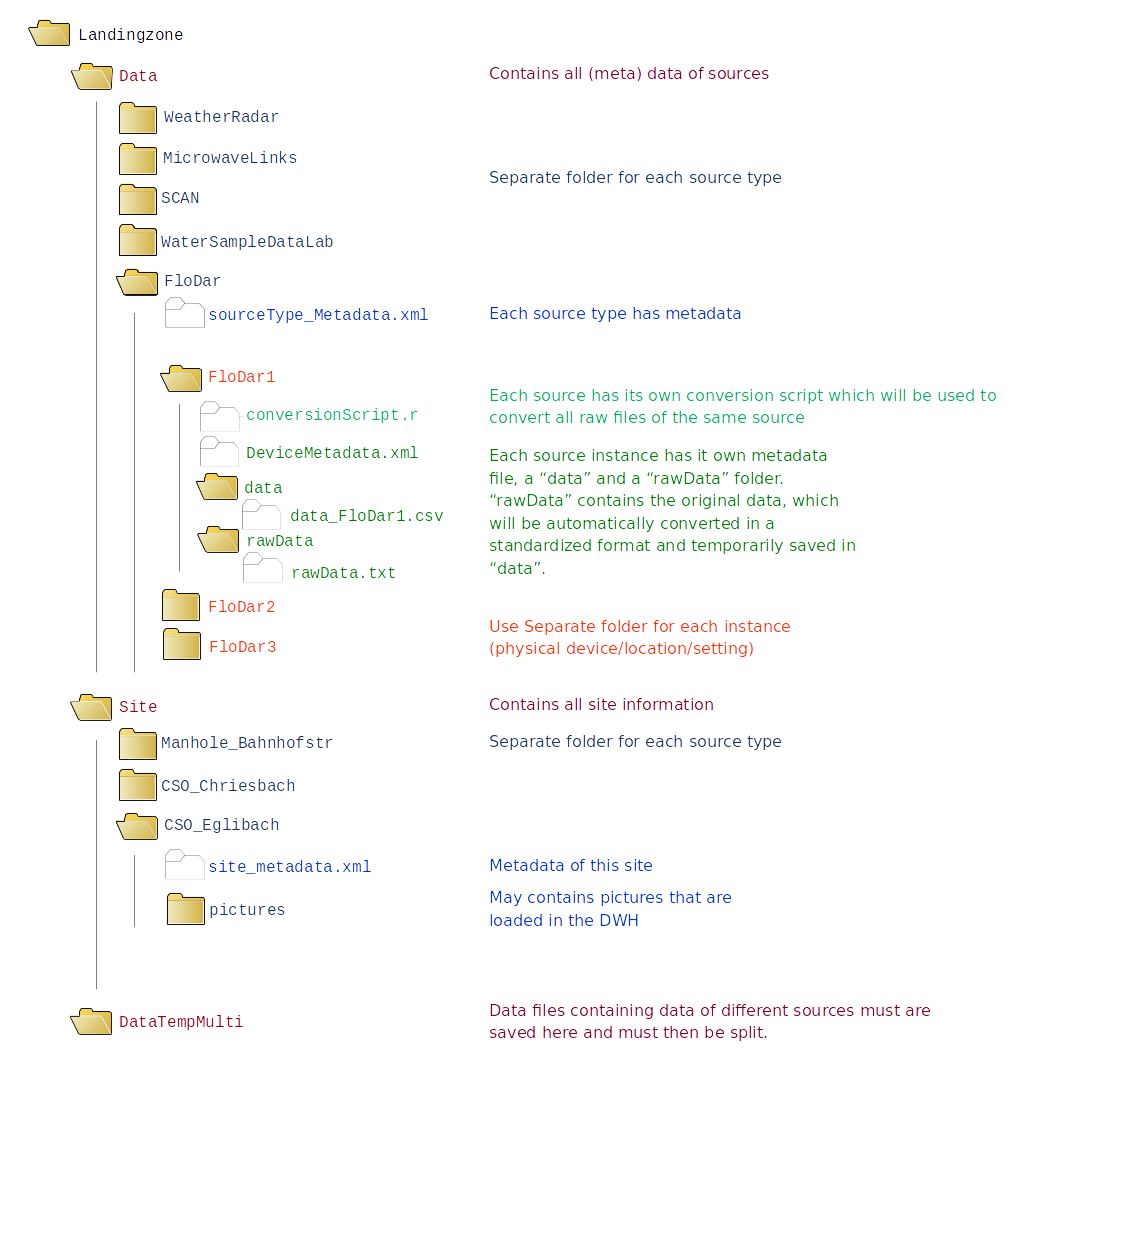 Landingzone
Data
Contains all (meta) data of sources
WeatherRadar
MicrowaveLinks
Separate folder for each source type
SCAN
WaterSampleDataLab
FloDar
sourceType_Metadata.xml
Each source type has metadata
FloDar1
Each source has its own conversion script which will be used to
convert all raw files of the same source
conversionScript.r
DeviceMetadata.xml
Each source instance has it own metadata
file, a “data” and a “rawData” folder.
“rawData” contains the original data, which
will be automatically converted in a
standardized format and temporarily saved in
“data”.
data
data_FloDar1.csv
rawData
rawData.txt
FloDar2
Use Separate folder for each instance
(physical device/location/setting)
FloDar3
Site
Contains all site information
Manhole_Bahnhofstr
Separate folder for each source type
CSO_Chriesbach
CSO_Eglibach
site_metadata.xml
Metadata of this site
pictures
May contains pictures that are
loaded in the DWH
DataTempMulti
Data files containing data of different sources must are
saved here and must then be split.